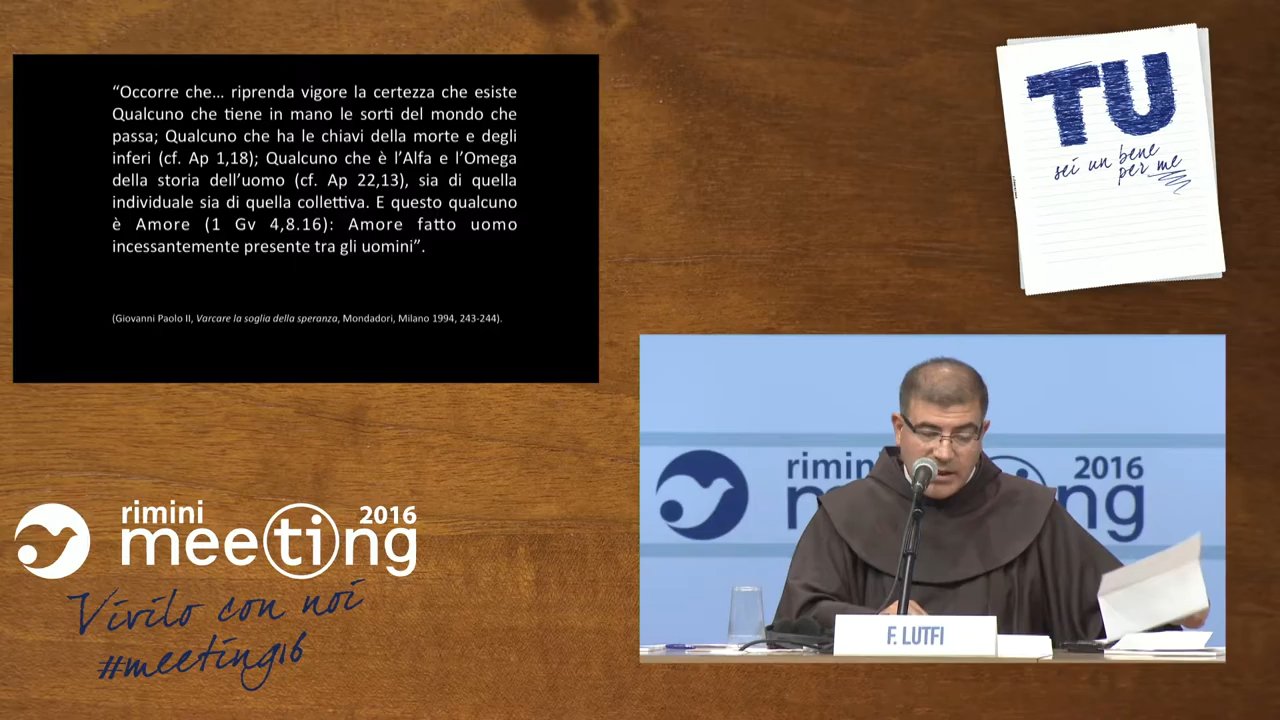 “Occorre che... riprenda vigore la certezza che esiste
Qualcuno che tiene in mano le sorti del mondo che
passa; Qualcuno che ha le chiavi della morte e degli
inferi (cf. Ap 1,18); Qualcuno che è l’Alfa e l’Omega
della storia dell’uomo (cf. Ap 22,13), sia di quella
individuale sia di quella collettiva. E questo qualcuno
è Amore (1 Gv 4,8.16): Amore fatto uomo
incessantemente presente tra gli uomini”.
(Giovanni Paolo II, Varcare la soglia della speranza, Mondadori, Milano 1994, 243-244).
TU
sei un bene
per me
rimini
meeting
2016
Vivilo con noi
#meeting16
2016
F. LUTFI